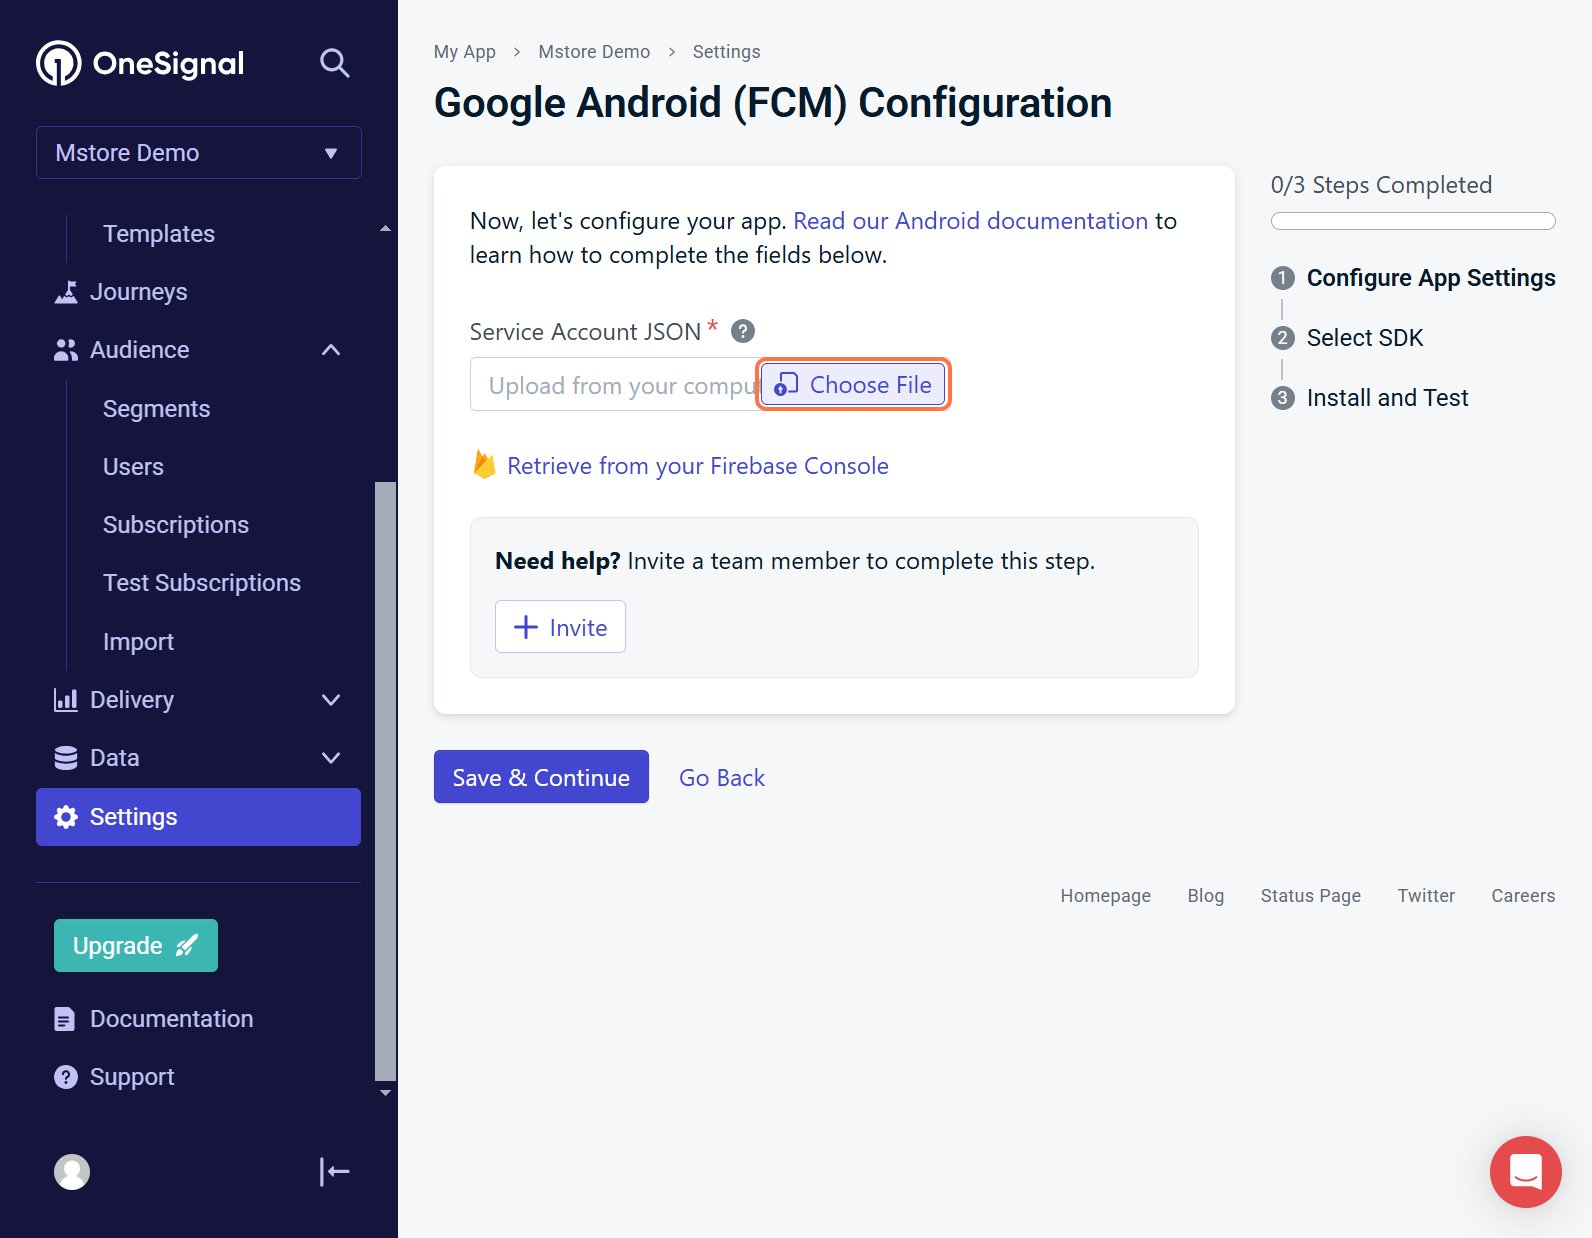 OneSignal
Mstore Demo
Templates
Journeys
Audience
Segments
Users
Subscriptions
Test Subscriptions
Import
Delivery
Data
Settings
Upgrade
Documentation
Support
My App > Mstore Demo > Settings
Google Android (FCM) Configuration
Now, let's configure your app. Read our Android documentation to
learn how to complete the fields below.
Service Account JSON * ?
Upload from your compu
Choose File
Retrieve from your Firebase Console
Need help? Invite a team member to complete this step.
+ Invite
Save & Continue
Go Back
0/3 Steps Completed
1 Configure App Settings
2 Select SDK
3 Install and Test
Homepage Blog Status Page Twitter Careers